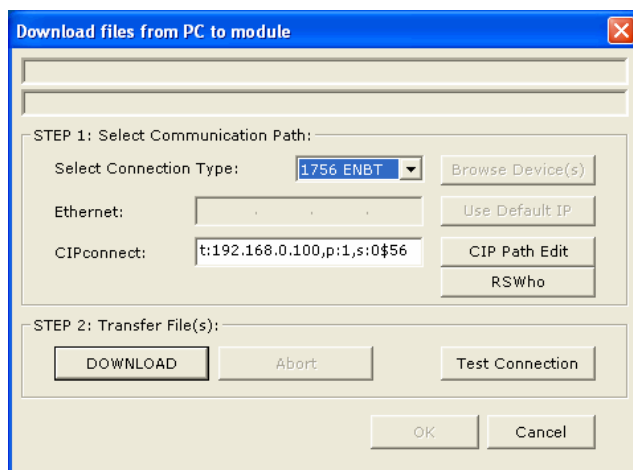 Download files from PC to module
STEP 1: Select Communication Path:
Select Connection Type: 1756 ENBT Browse Device(s)
Ethernet: . . . Use Default IP
CIPconnect: t:192.168.0.100,p:1,s:0$56 CIP Path Edit
RSWho
STEP 2: Transfer File(s):
DOWNLOAD Abort Test Connection
OK Cancel